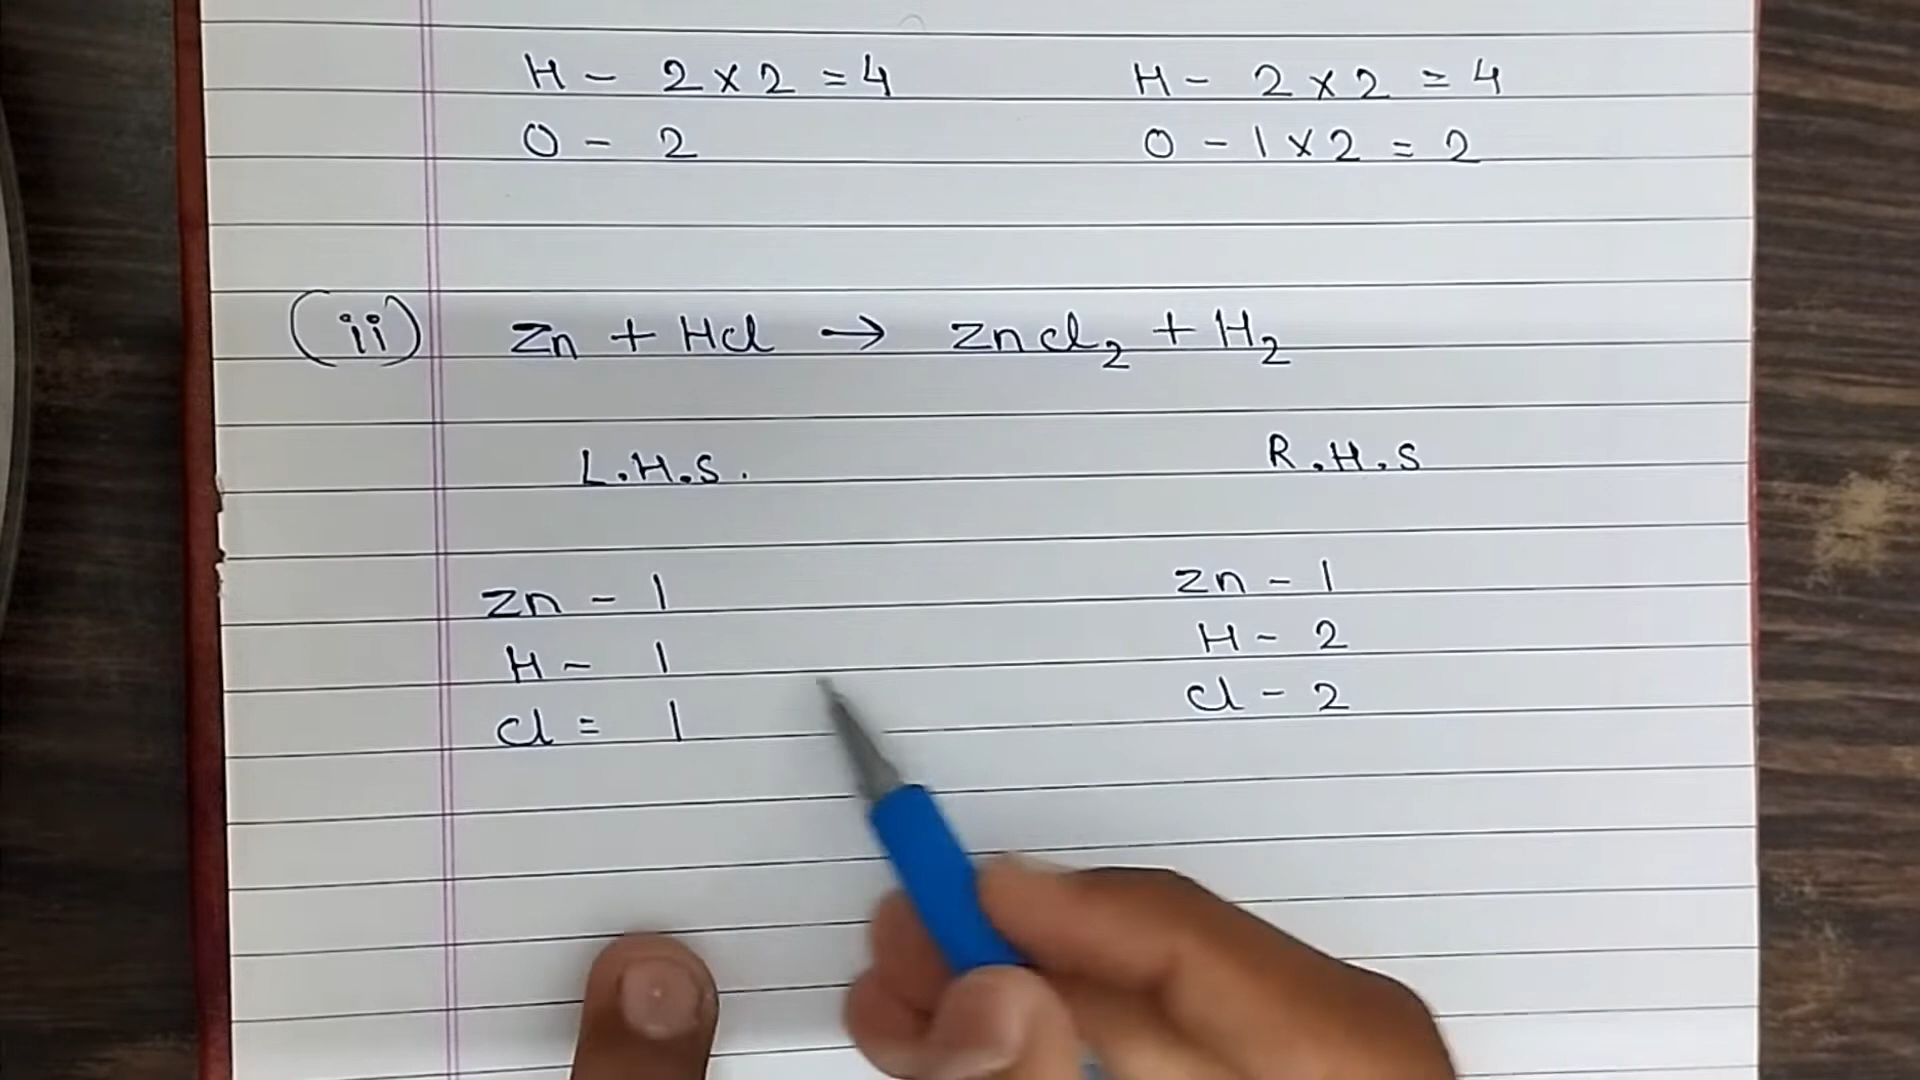 H - 2 × 2 = 4 H - 2 × 2 = 4
O - 2 O - 1 × 2 = 2
(ii) Zn + HCl → ZnCl₂ + H₂
L.H.S. R.H.S
Zn - 1 Zn - 1
H - 1 H - 2
Cl = 1 Cl - 2